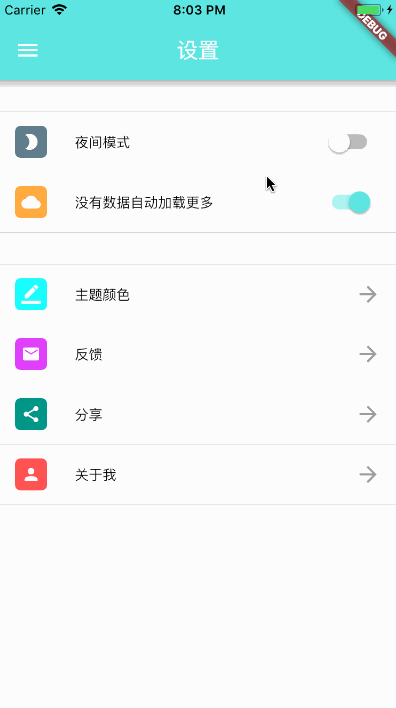 Carrier 8:03 PM
DEBUG
设置
夜间模式
没有数据自动加载更多
主题颜色
反馈
分享
关于我